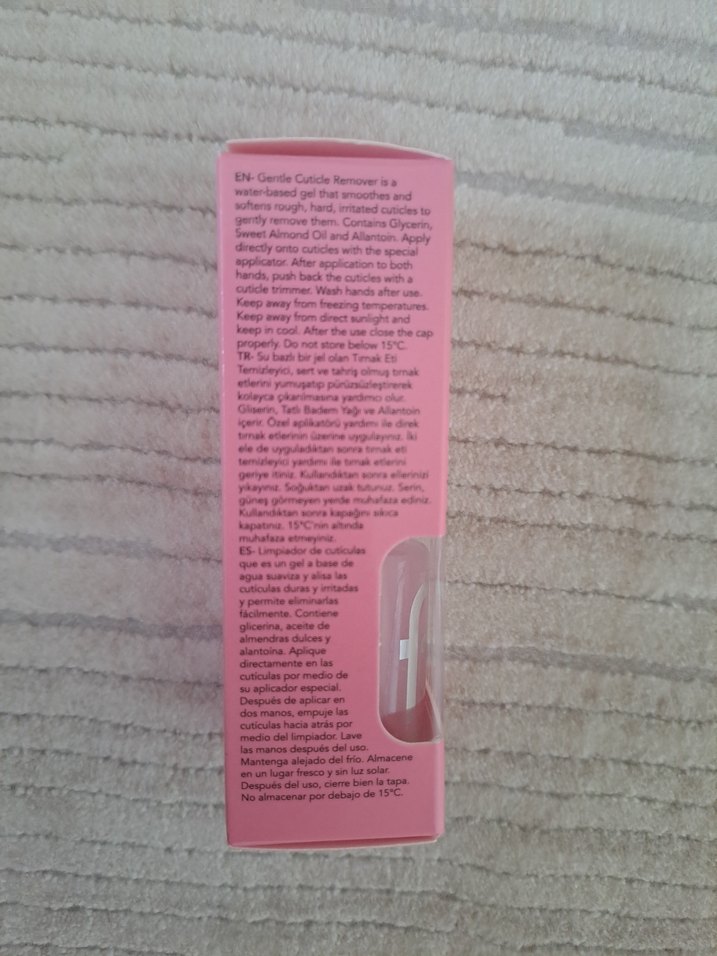 EN- Gentle Cuticle Remover is a
water-based gel that smoothes and
softens rough, hard, irritated cuticles to
gently remove them. Contains Glycerin,
Sweet Almond Oil and Allantoin. Apply
directly onto cuticles with the special
applicator. After application to both
hands, push back the cuticles with a
cuticle trimmer. Wash hands after use.
Keep away from freezing temperatures.
Keep away from direct sunlight and
keep in cool. After the use close the cap
properly. Do not store below 15°C.
TR- Su bazlı bir jel olan Tırnak Eti
Temizleyici, sert ve tahriş olmuş tırnak
etlerini yumuşatıp pürüzsüzleştirerek
kolayca çıkarılmasına yardımcı olur.
Gliserin, Tatlı Badem Yağı ve Allantoin
içerir. Özel aplikatörü yardımı ile direk
tırnak etlerinin üzerine uygulayınız. İki
ele de uyguladıktan sonra tırnak eti
temizleyici yardımı ile tırnak etlerini
geriye itiniz. Kullandıktan sonra ellerinizi
yıkayınız. Soğuktan uzak tutunuz. Serin,
güneş görmeyen yerde muhafaza ediniz.
Kullandıktan sonra kapağını sıkıca
kapatınız. 15°C'nin altında
muhafaza etmeyiniz.
ES- Limpiador de cutículas
que es un gel a base de
agua suaviza y alisa las
cutículas duras y irritadas
y permite eliminarlas
fácilmente. Contiene
glicerina, aceite de
almendras dulces y
alantoína. Aplique
directamente en las
cutículas por medio de
su aplicador especial.
Después de aplicar en
dos manos, empuje las
cutículas hacia atrás por
medio del limpiador. Lave
las manos después del uso.
Mantenga alejado del frío. Almacene
en un lugar fresco y sin luz solar.
Después del uso, cierre bien la tapa.
No almacenar por debajo de 15°C.